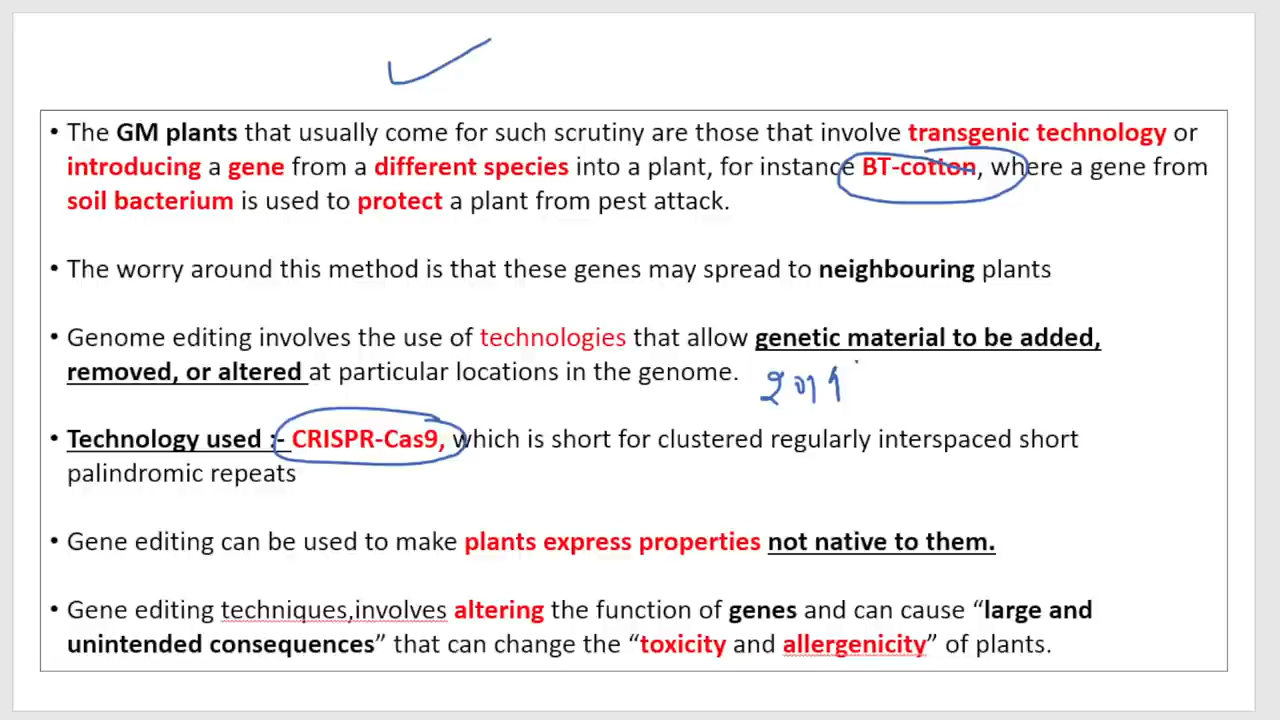 • The GM plants that usually come for such scrutiny are those that involve transgenic technology or
introducing a gene from a different species into a plant, for instance BT-cotton, where a gene from
soil bacterium is used to protect a plant from pest attack.
• The worry around this method is that these genes may spread to neighbouring plants
• Genome editing involves the use of technologies that allow genetic material to be added,
removed, or altered at particular locations in the genome.
• Technology used :- CRISPR-Cas9, which is short for clustered regularly interspaced short
palindromic repeats
• Gene editing can be used to make plants express properties not native to them.
• Gene editing techniques,involves altering the function of genes and can cause “large and
unintended consequences” that can change the “toxicity and allergenicity” of plants.